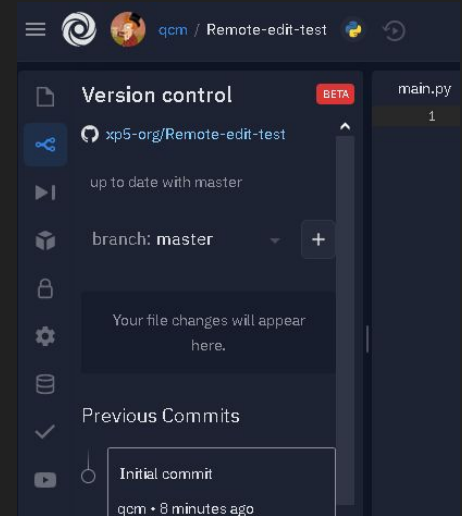 qcm / Remote-edit-test
Version control
BETA
main.py
1
xp5-org/Remote-edit-test
up to date with master
branch: master
+
Your file changes will appear
here.
Previous Commits
Initial commit
qcm • 8 minutes ago